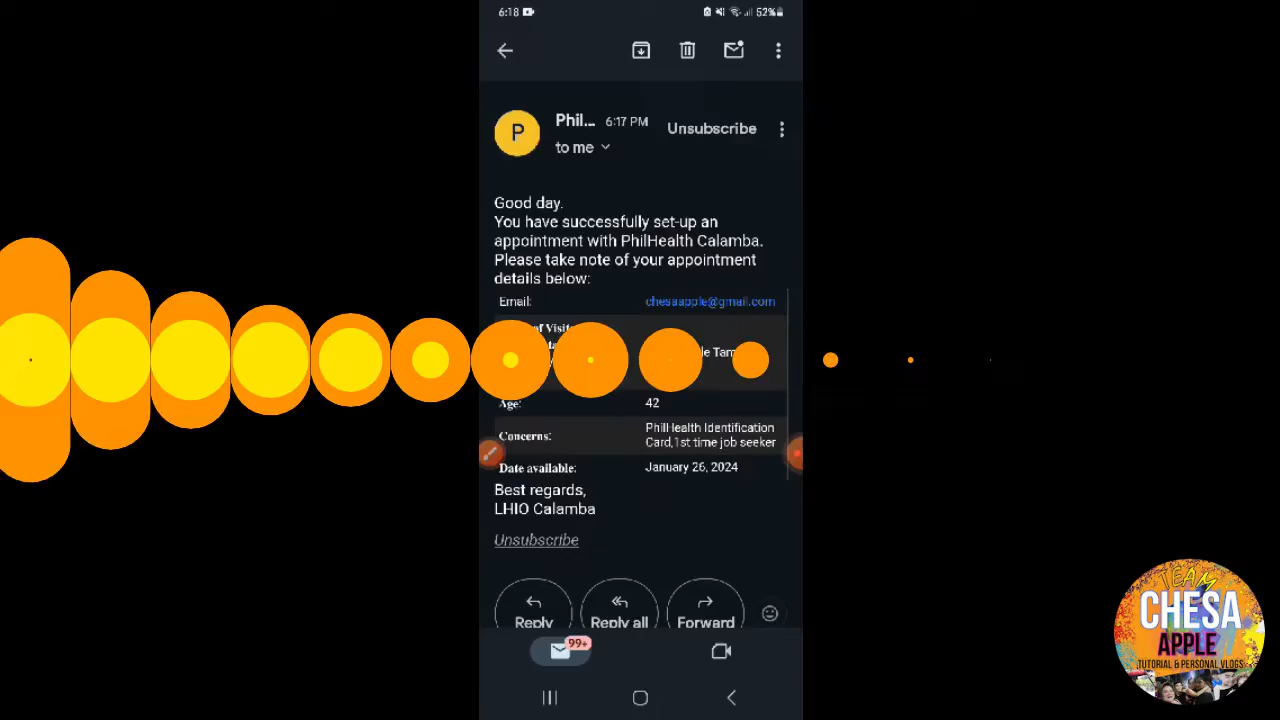 6:18
52%
P
Phil... 6:17 PM Unsubscribe
to me
Good day.
You have successfully set-up an
appointment with PhilHealth Calamba.
Please take note of your appointment
details below:
Email: chesaapple@gmail.com
of Visit
Age: 42
Concerns: PhilHealth Identification
Card,1st time job seeker
Date available: January 26, 2024
Best regards,
LHIO Calamba
Unsubscribe
Reply Reply all Forward
99+
TEAM
CHESA
APPLE
TUTORIAL & PERSONAL VLOGS